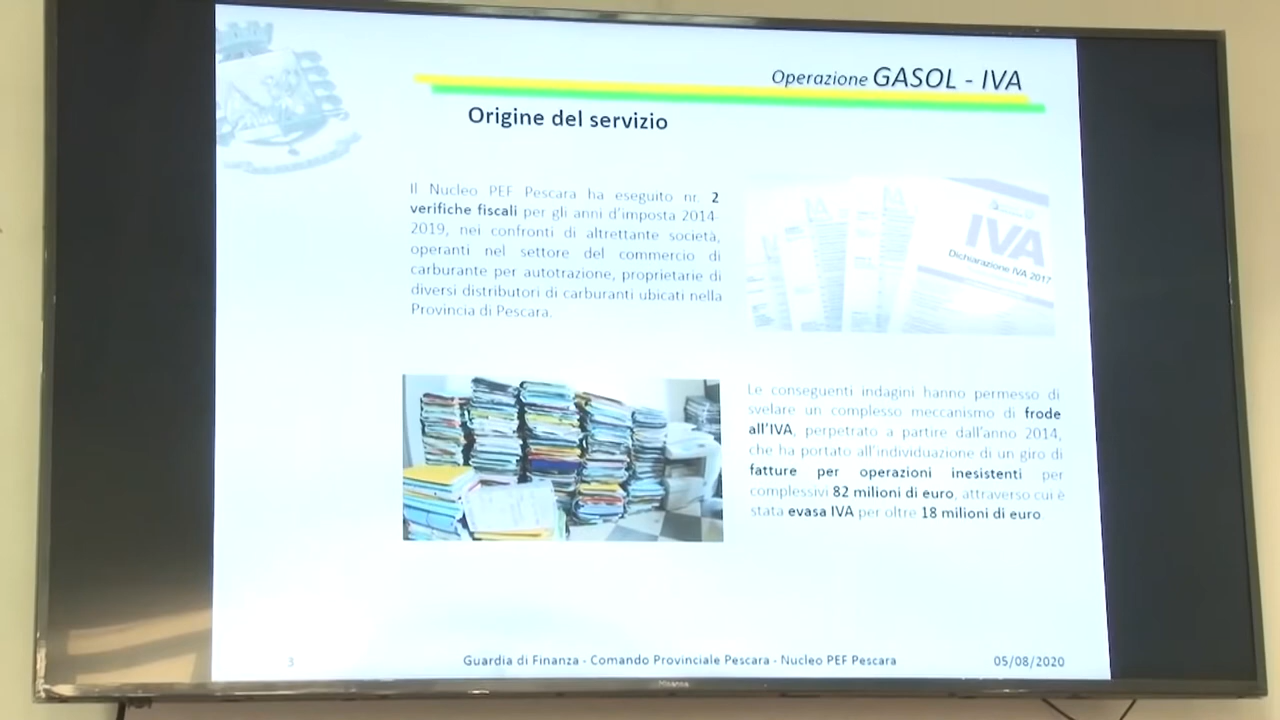 Operazione GASOL - IVA
Origine del servizio
Il Nucleo PEF Pescara ha eseguito nr. 2
verifiche fiscali per gli anni d'imposta 2014-
2019, nei confronti di altrettante società,
operanti nel settore del commercio di
carburante per autotrazione, proprietarie di
diversi distributori di carburanti ubicati nella
Provincia di Pescara.
IVA
Dichiarazione IVA 2017
Le conseguenti indagini hanno permesso di
svelare un complesso meccanismo di frode
all'IVA, perpetrato a partire dall'anno 2014,
che ha portato all'individuazione di un giro di
fatture per operazioni inesistenti per
complessivi 82 milioni di euro, attraverso cui è
stata evasa IVA per oltre 18 milioni di euro.
3
Guardia di Finanza - Comando Provinciale Pescara - Nucleo PEF Pescara
05/08/2020